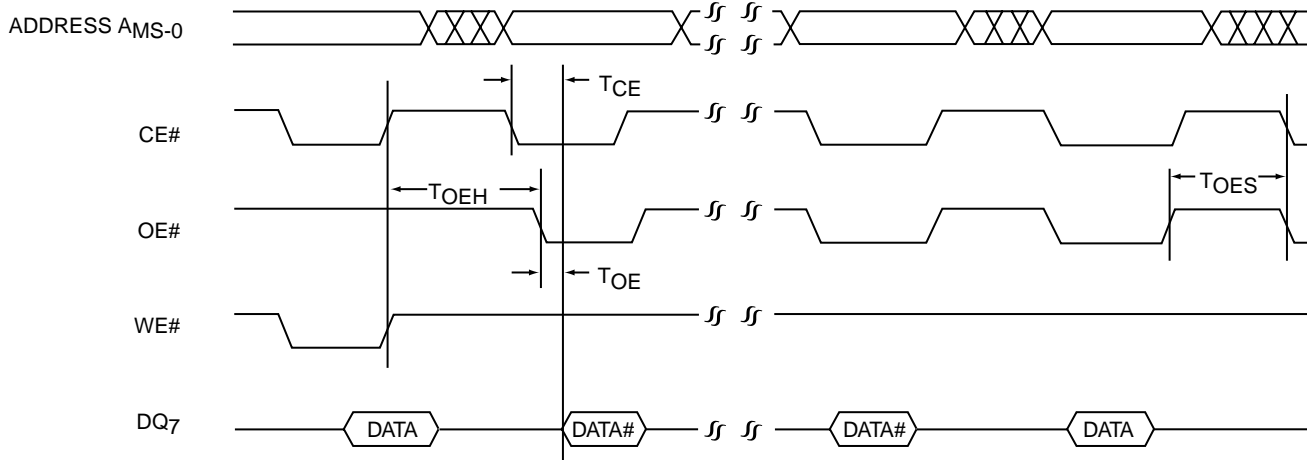 ADDRESS AMS-0
TCE
CE#
TOEH
TOES
OE#
TOE
WE#
DQ7
DATA
DATA#
DATA#
DATA